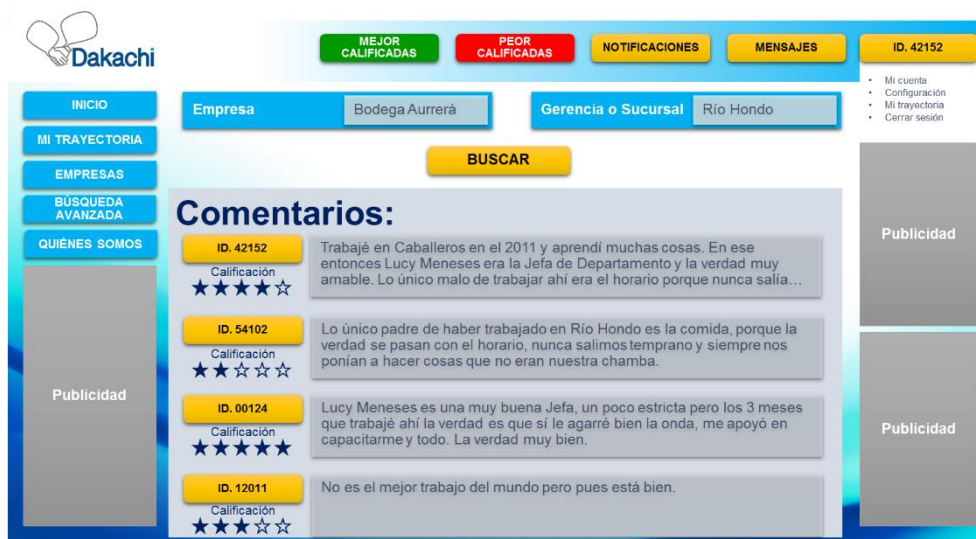 Dakachi
MEJOR
CALIFICADAS
PEOR
CALIFICADAS
NOTIFICACIONES
MENSAJES
ID. 42152
• Mi cuenta
• Configuración
• Mi trayectoria
• Cerrar sesión
INICIO
MI TRAYECTORIA
EMPRESAS
BÚSQUEDA
AVANZADA
QUIÉNES SOMOS
Publicidad
Empresa
Bodega Aurrerá
Gerencia o Sucursal
Río Hondo
BUSCAR
Comentarios:
ID. 42152
Calificación
Trabajé en Caballeros en el 2011 y aprendí muchas cosas. En ese
entonces Lucy Meneses era la Jefa de Departamento y la verdad muy
amable. Lo único malo de trabajar ahí era el horario porque nunca salía…
ID. 54102
Calificación
Lo único padre de haber trabajado en Río Hondo es la comida, porque la
verdad se pasan con el horario, nunca salimos temprano y siempre nos
ponían a hacer cosas que no eran nuestra chamba.
ID. 00124
Calificación
Lucy Meneses es una muy buena Jefa, un poco estricta pero los 3 meses
que trabajé ahí la verdad es que sí le agarré bien la onda, me apoyó en
capacitarme y todo. La verdad muy bien.
ID. 12011
Calificación
No es el mejor trabajo del mundo pero pues está bien.
Publicidad
Publicidad